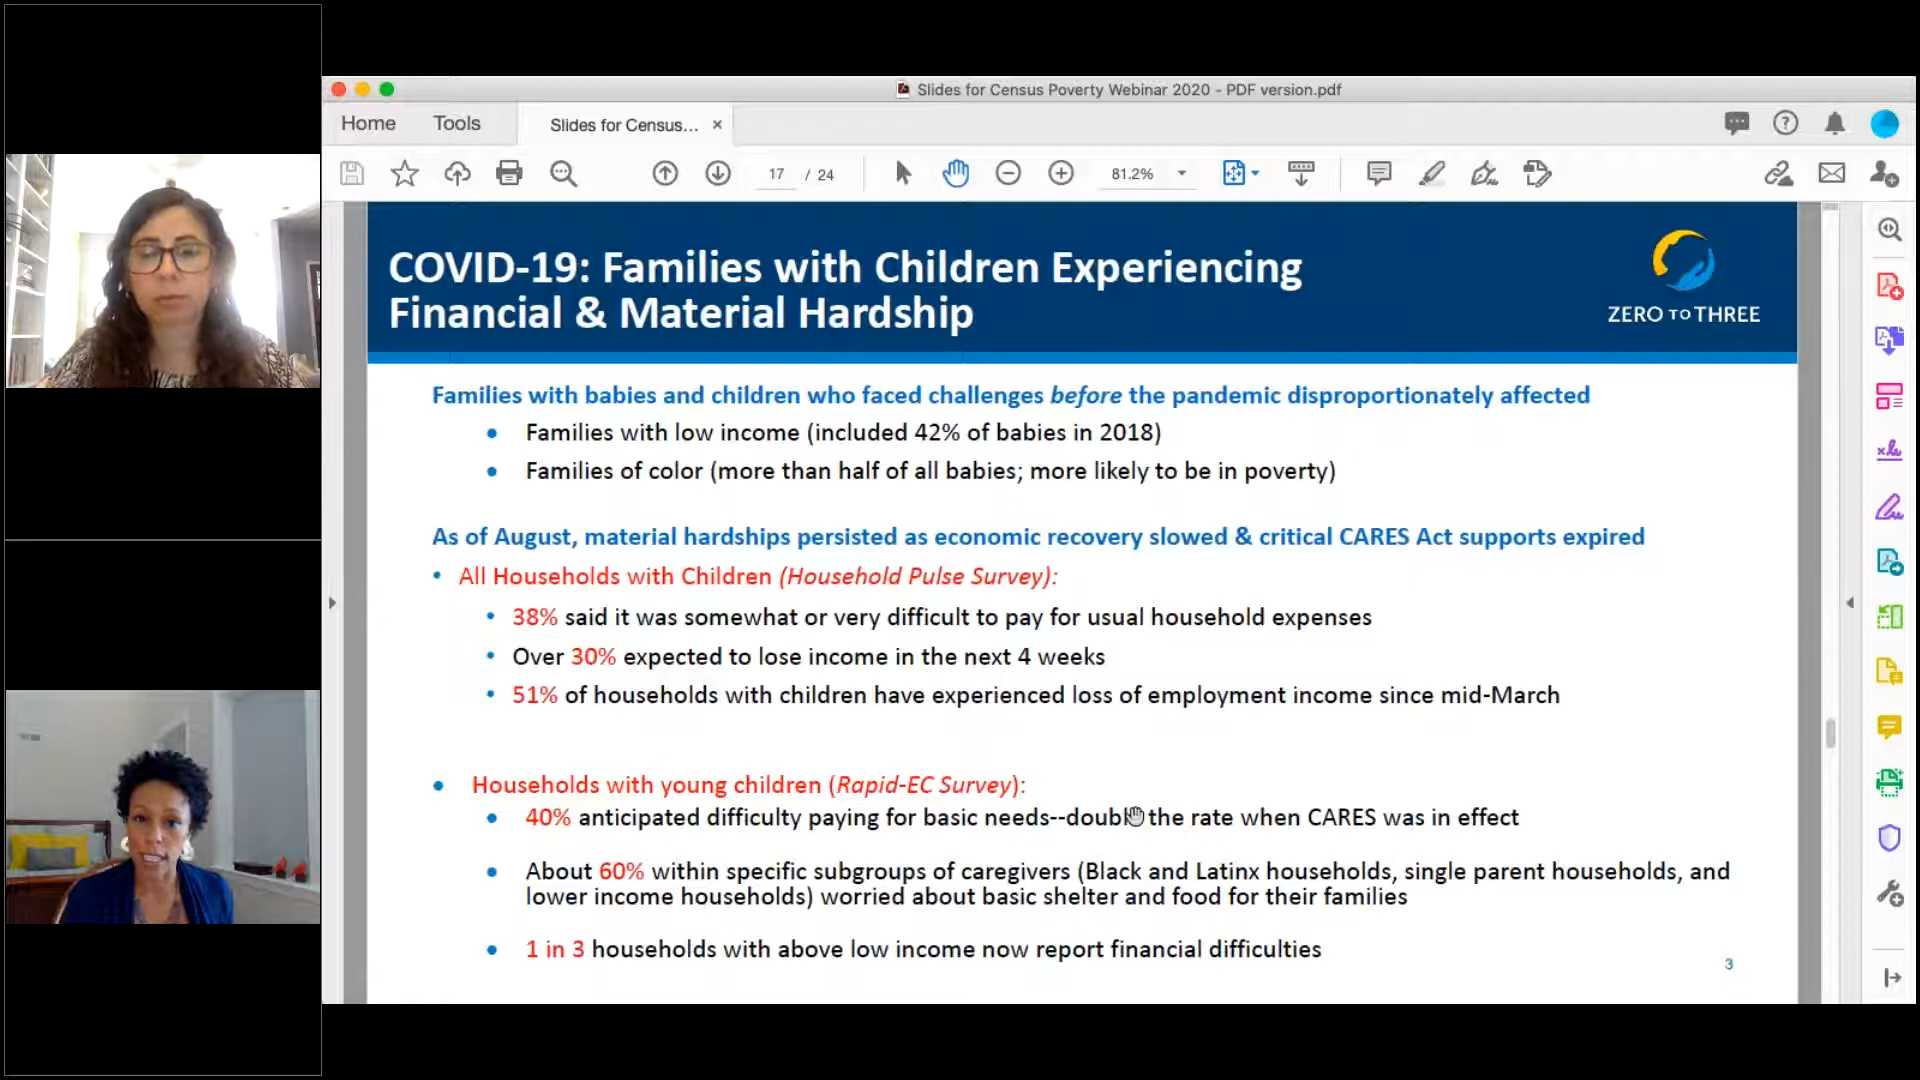 Slides for Census Poverty Webinar 2020 - PDF version.pdf
Home
Tools
Slides for Census...
17 / 24
81.2%
COVID-19: Families with Children Experiencing
Financial & Material Hardship
ZERO TO THREE
Families with babies and children who faced challenges before the pandemic disproportionately affected
• Families with low income (included 42% of babies in 2018)
• Families of color (more than half of all babies; more likely to be in poverty)
As of August, material hardships persisted as economic recovery slowed & critical CARES Act supports expired
• All Households with Children (Household Pulse Survey):
• 38% said it was somewhat or very difficult to pay for usual household expenses
• Over 30% expected to lose income in the next 4 weeks
• 51% of households with children have experienced loss of employment income since mid-March
• Households with young children (Rapid-EC Survey):
• 40% anticipated difficulty paying for basic needs--double the rate when CARES was in effect
• About 60% within specific subgroups of caregivers (Black and Latinx households, single parent households, and
lower income households) worried about basic shelter and food for their families
• 1 in 3 households with above low income now report financial difficulties
3